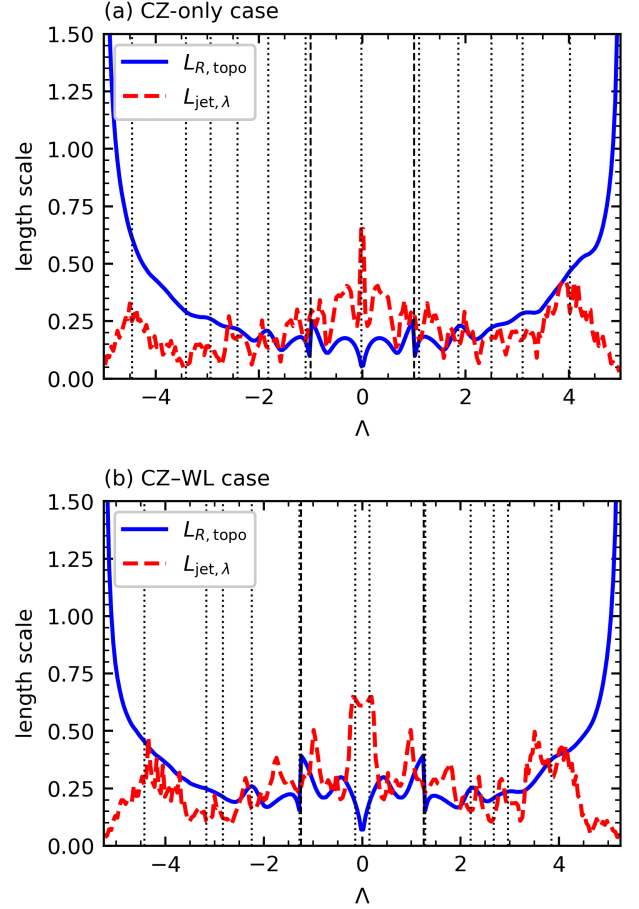 (a) CZ-only case
1.50
1.25
1.00
0.75
0.50
0.25
0.00
length scale
L_{R, topo}
L_{jet, λ}
−4
−2
0
2
4
Λ
(b) CZ–WL case
1.50
1.25
1.00
0.75
0.50
0.25
0.00
length scale
L_{R, topo}
L_{jet, λ}
−4
−2
0
2
4
Λ